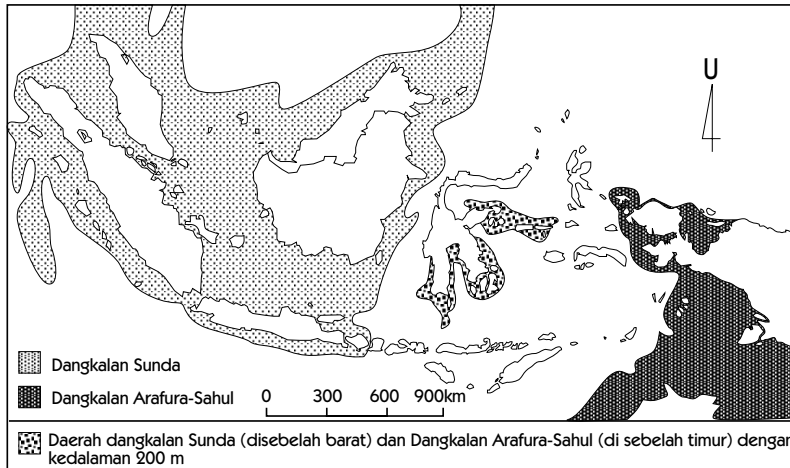 U
Dangkalan Sunda
Dangkalan Arafura-Sahul
0 300 600 900km
Daerah dangkalan Sunda (disebelah barat) dan Dangkalan Arafura-Sahul (di sebelah timur) dengan
kedalaman 200 m